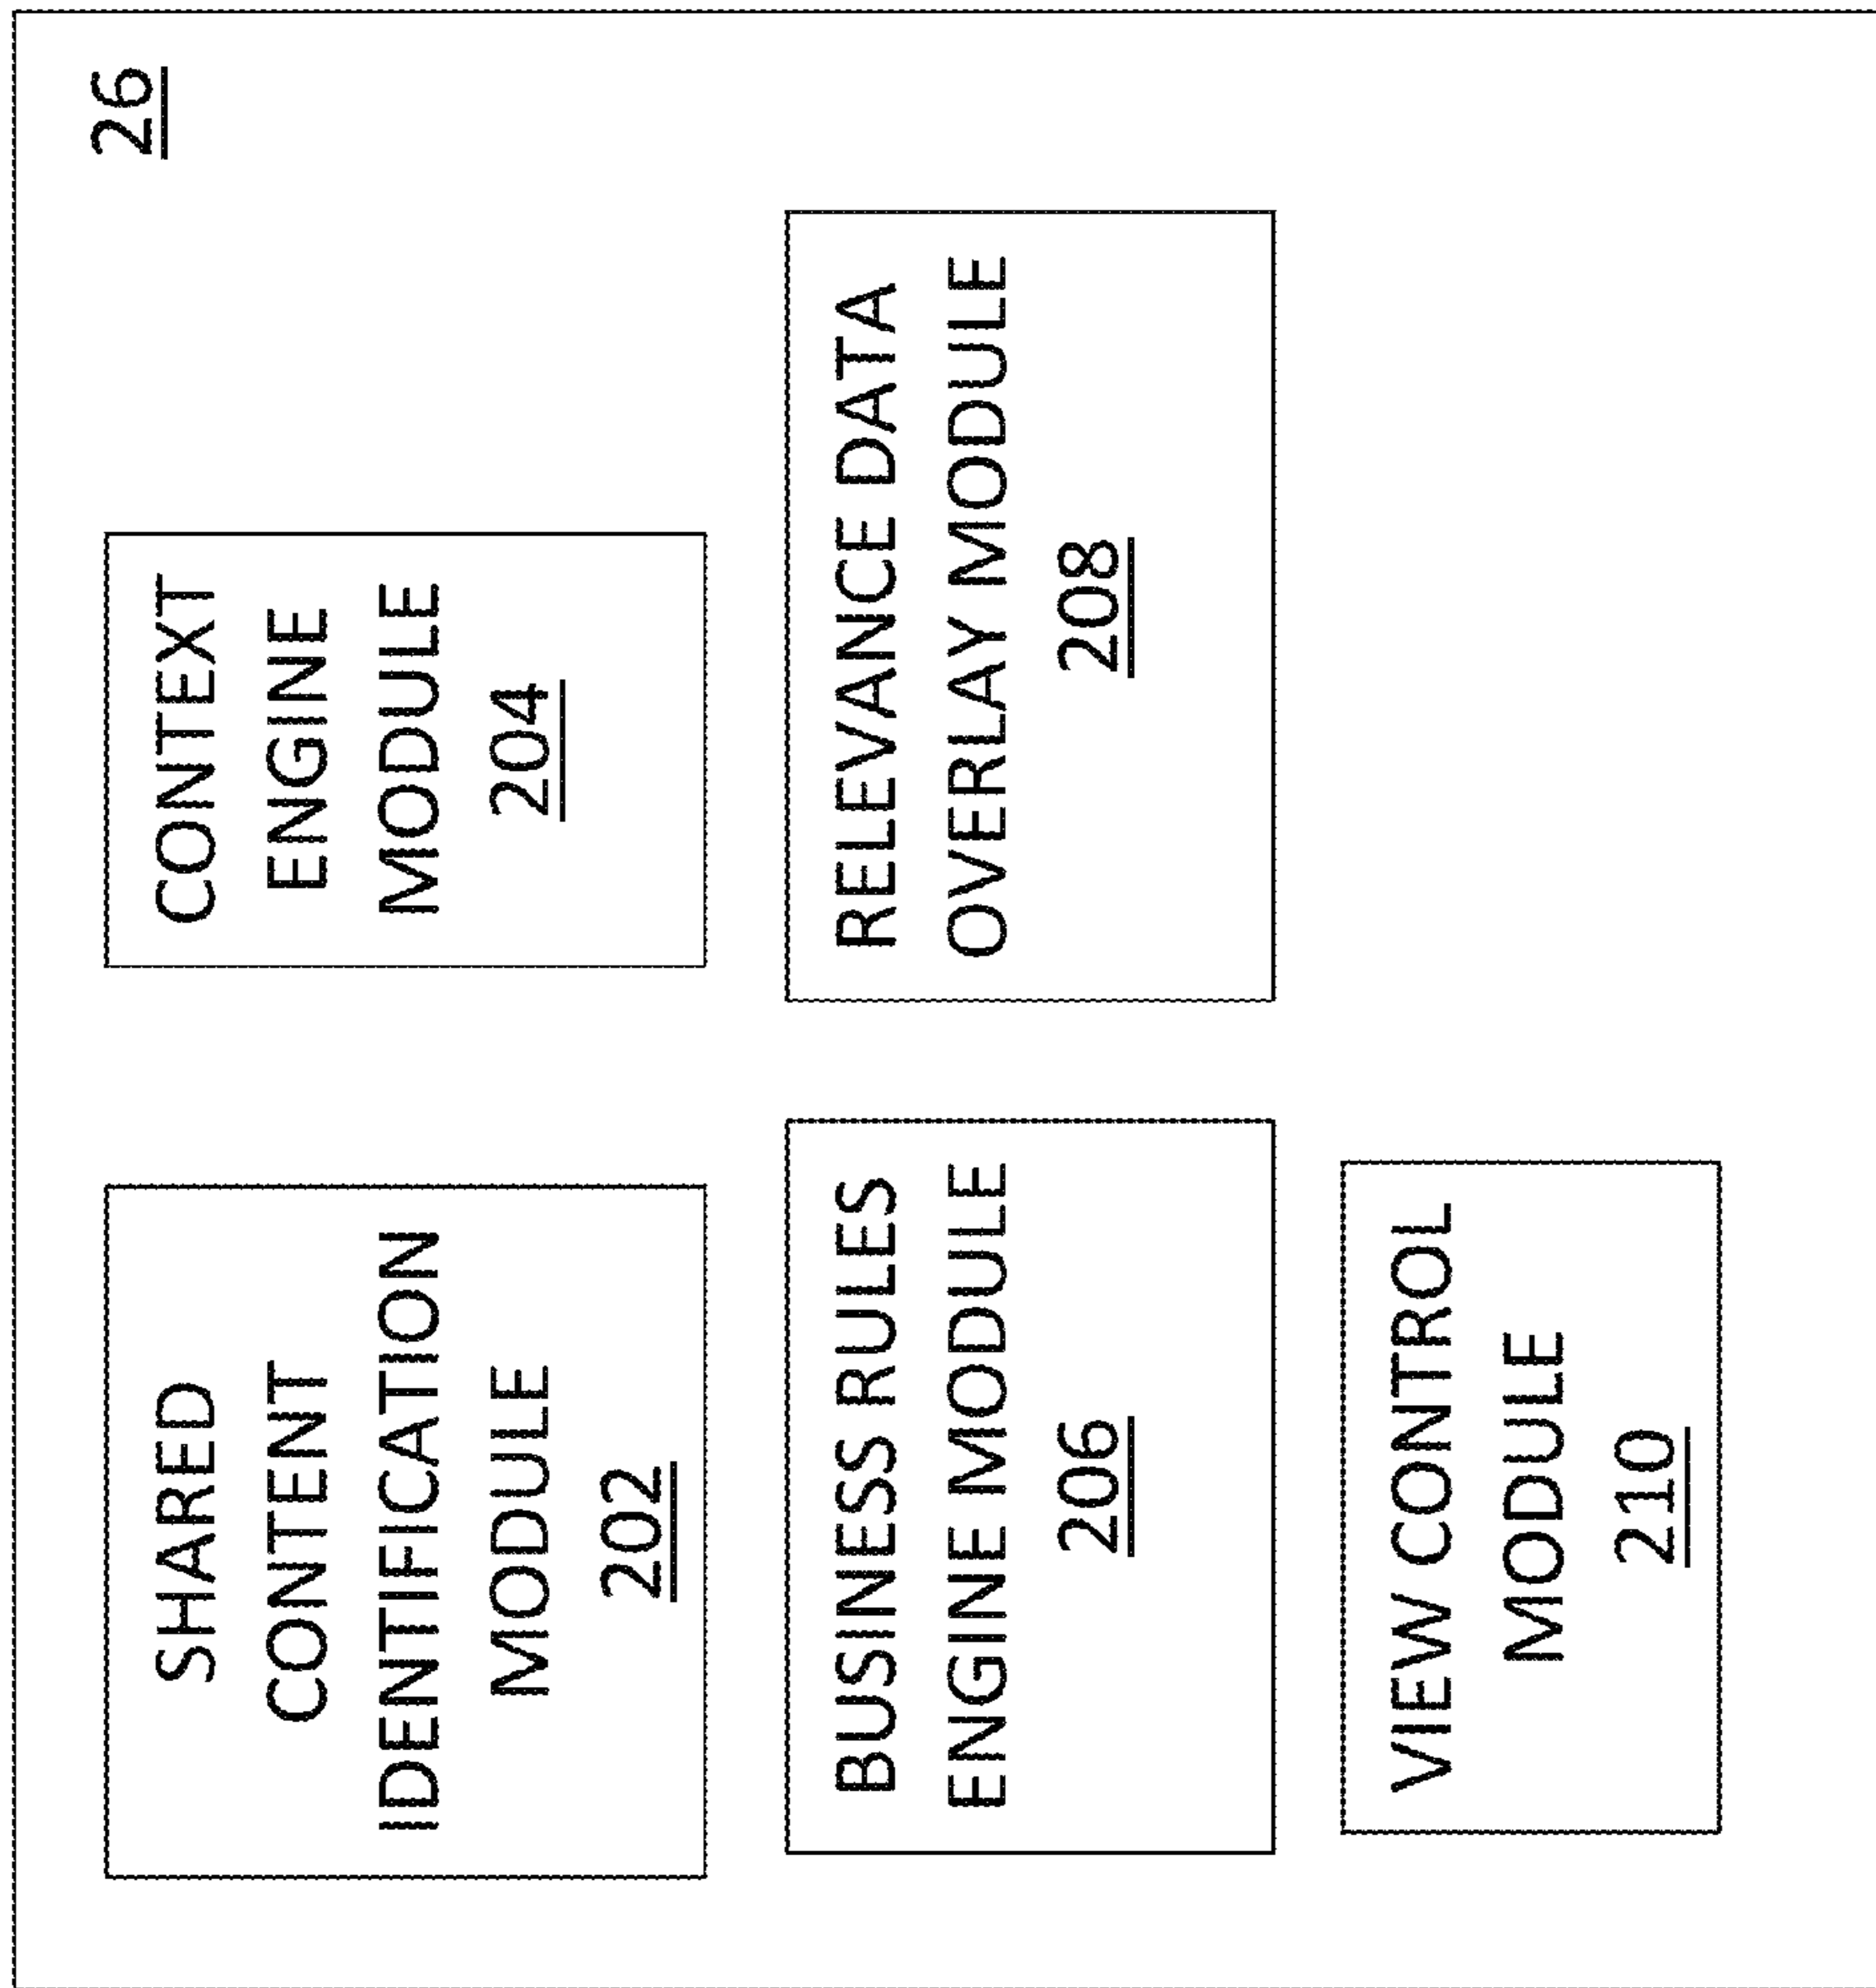 26
SHARED
CONTENT
IDENTIFICATION
MODULE
202
CONTEXT
ENGINE
MODULE
204
BUSINESS RULES
ENGINE MODULE
206
RELEVANCE DATA
OVERLAY MODULE
208
VIEW CONTROL
MODULE
210